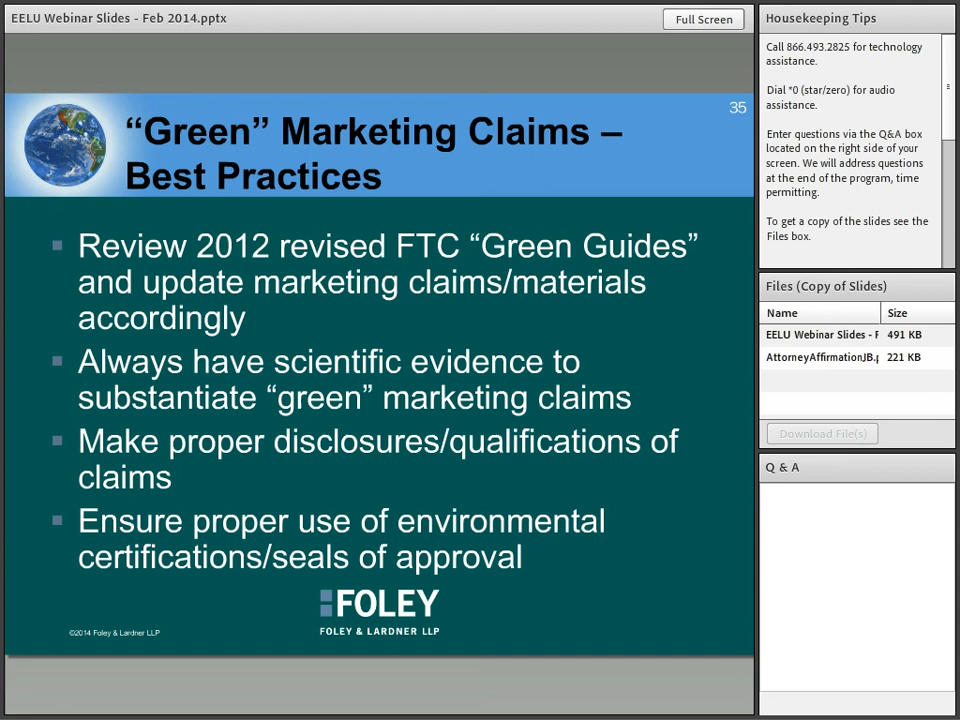 EELU Webinar Slides - Feb 2014.pptx
Full Screen
35
“Green” Marketing Claims –
Best Practices
▪ Review 2012 revised FTC “Green Guides”
and update marketing claims/materials
accordingly
▪ Always have scientific evidence to
substantiate “green” marketing claims
▪ Make proper disclosures/qualifications of
claims
▪ Ensure proper use of environmental
certifications/seals of approval
FOLEY
FOLEY & LARDNER LLP
©2014 Foley & Lardner LLP
Housekeeping Tips
Call 866.493.2825 for technology
assistance.
Dial *0 (star/zero) for audio
assistance.
Enter questions via the Q&A box
located on the right side of your
screen. We will address questions
at the end of the program, time
permitting.
To get a copy of the slides see the
Files box.
Files (Copy of Slides)
Name Size
EELU Webinar Slides - F 491 KB
AttorneyAffirmationJB.p 221 KB
Download File(s)
Q & A